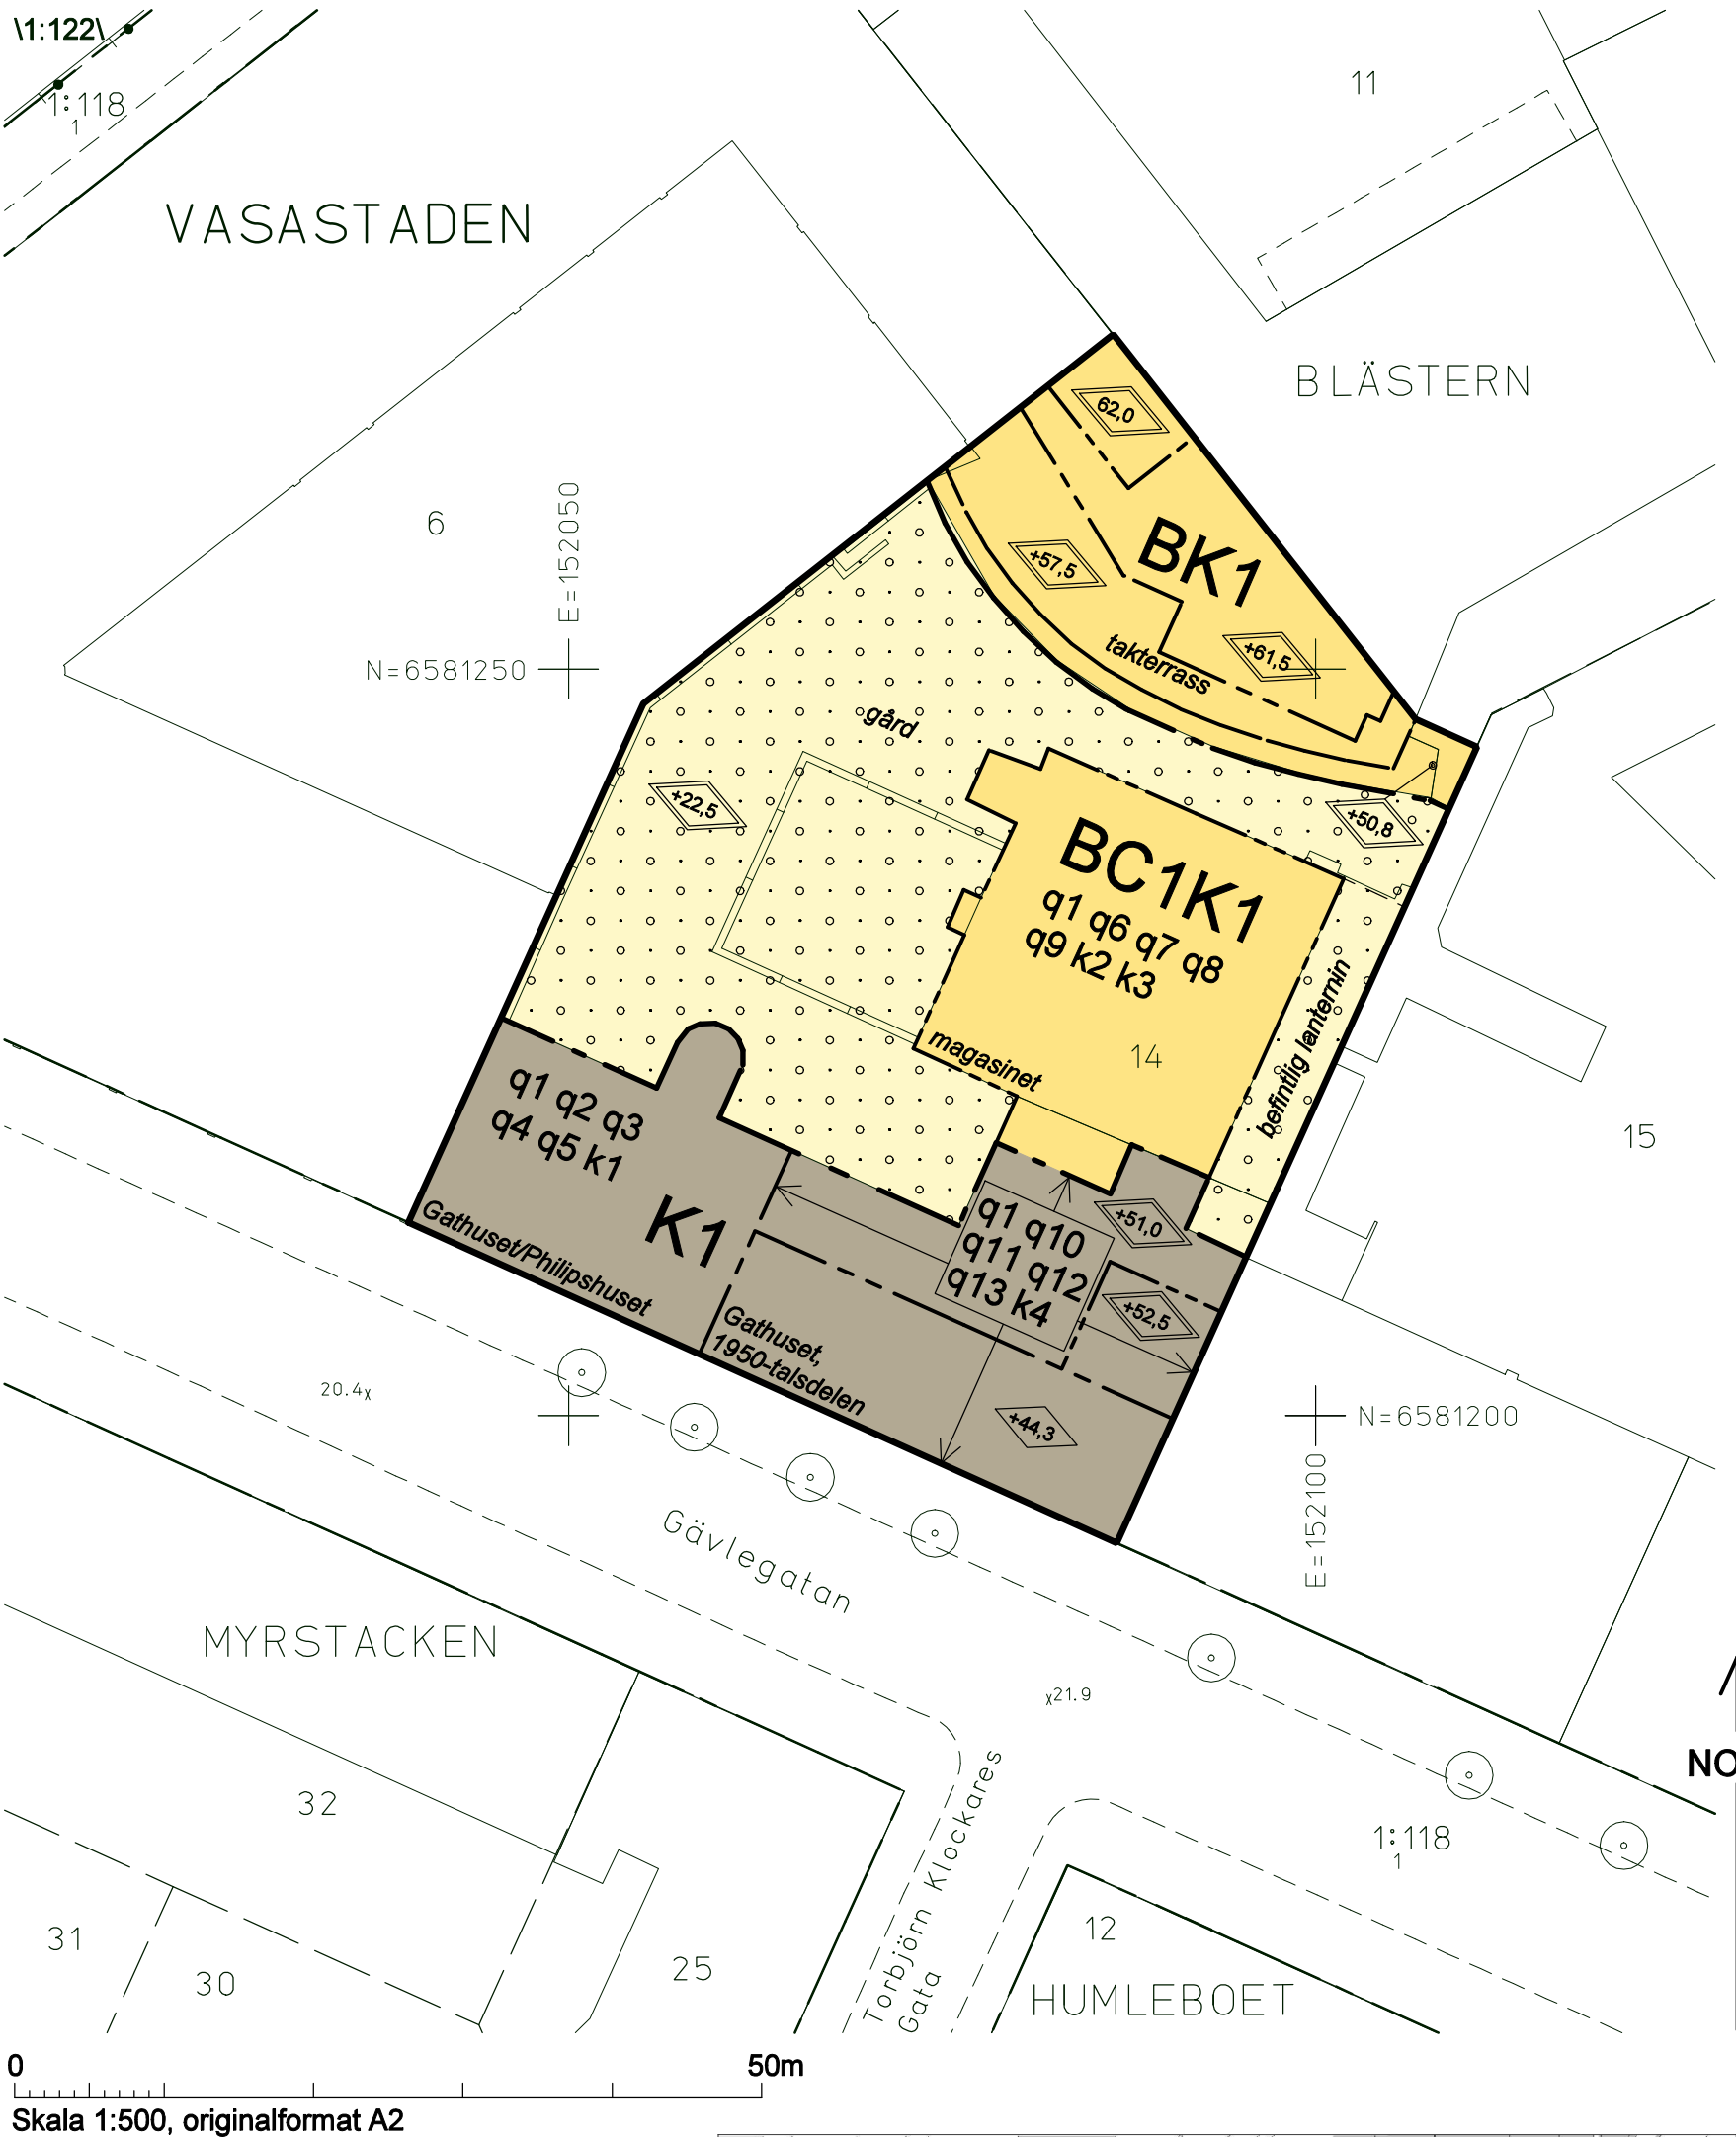 \1:122\
1:118
1
11
VASASTADEN
BLÄSTERN
62,0
6
E=152050
BK1
+57,5
N=6581250
takterrass
+61,5
gård
+22,5
+50,8
BC1K1
q1 q6 q7 q8
q9 k2 k3
befintlig lanternin
magasinet
14
15
q1 q2 q3
q4 q5 k1
K1
Gathuset/Philipshuset
q1 q10
q11 q12
q13 k4
+51,0
+52,5
Gathuset,
1950-talsdelen
+44,3
20.4x
N=6581200
E=152100
Gävlegatan
MYRSTACKEN
x21.9
NO
32
Torbjörn Klockares
Gata
1:118
1
31
30
25
12
HUMLEBOET
0
50m
Skala 1:500, originalformat A2